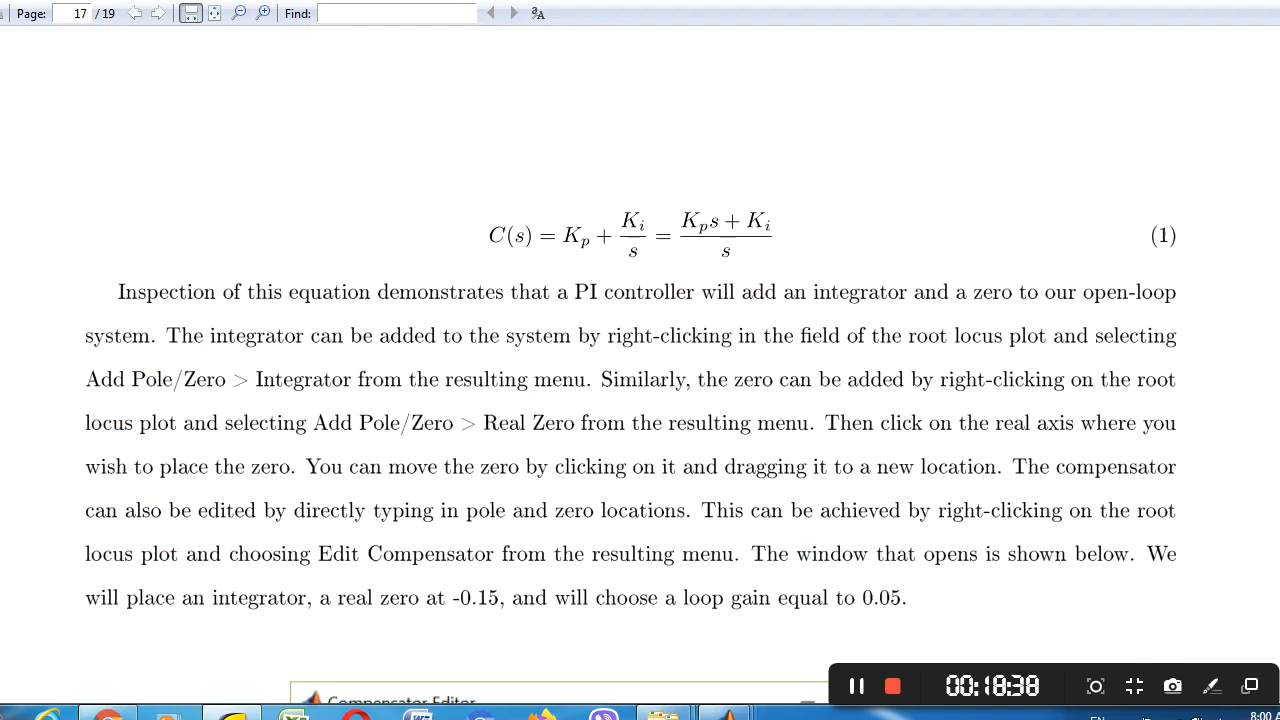 Page: 17 / 19 Find:
C(s) = Kp + Ki/s = (Kps + Ki)/s (1)
Inspection of this equation demonstrates that a PI controller will add an integrator and a zero to our open-loop
system. The integrator can be added to the system by right-clicking in the field of the root locus plot and selecting
Add Pole/Zero > Integrator from the resulting menu. Similarly, the zero can be added by right-clicking on the root
locus plot and selecting Add Pole/Zero > Real Zero from the resulting menu. Then click on the real axis where you
wish to place the zero. You can move the zero by clicking on it and dragging it to a new location. The compensator
can also be edited by directly typing in pole and zero locations. This can be achieved by right-clicking on the root
locus plot and choosing Edit Compensator from the resulting menu. The window that opens is shown below. We
will place an integrator, a real zero at -0.15, and will choose a loop gain equal to 0.05.
Compensator Editor
00:18:38